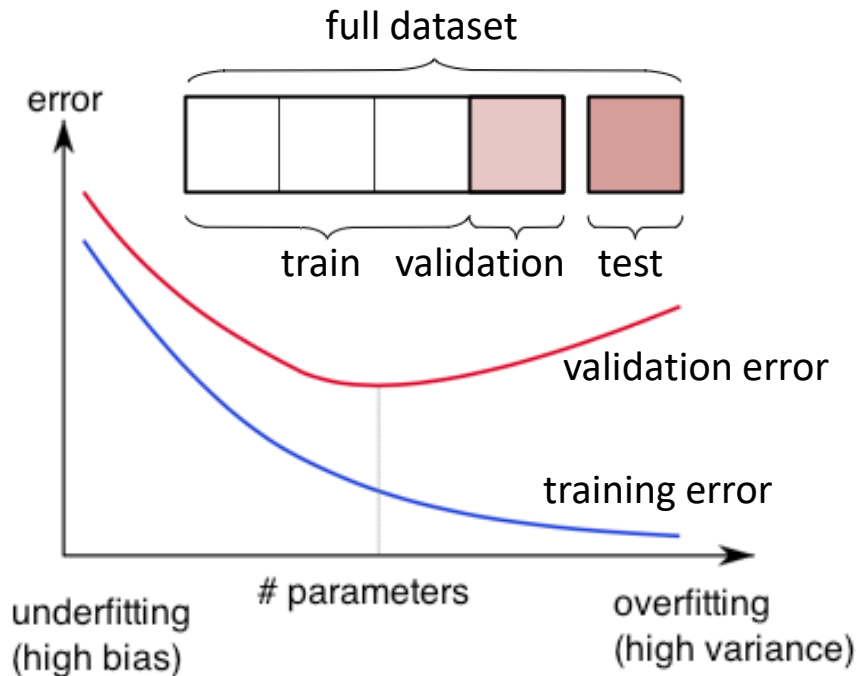 full dataset
error
train
validation
test
validation error
training error
# parameters
underfitting
(high bias)
overfitting
(high variance)